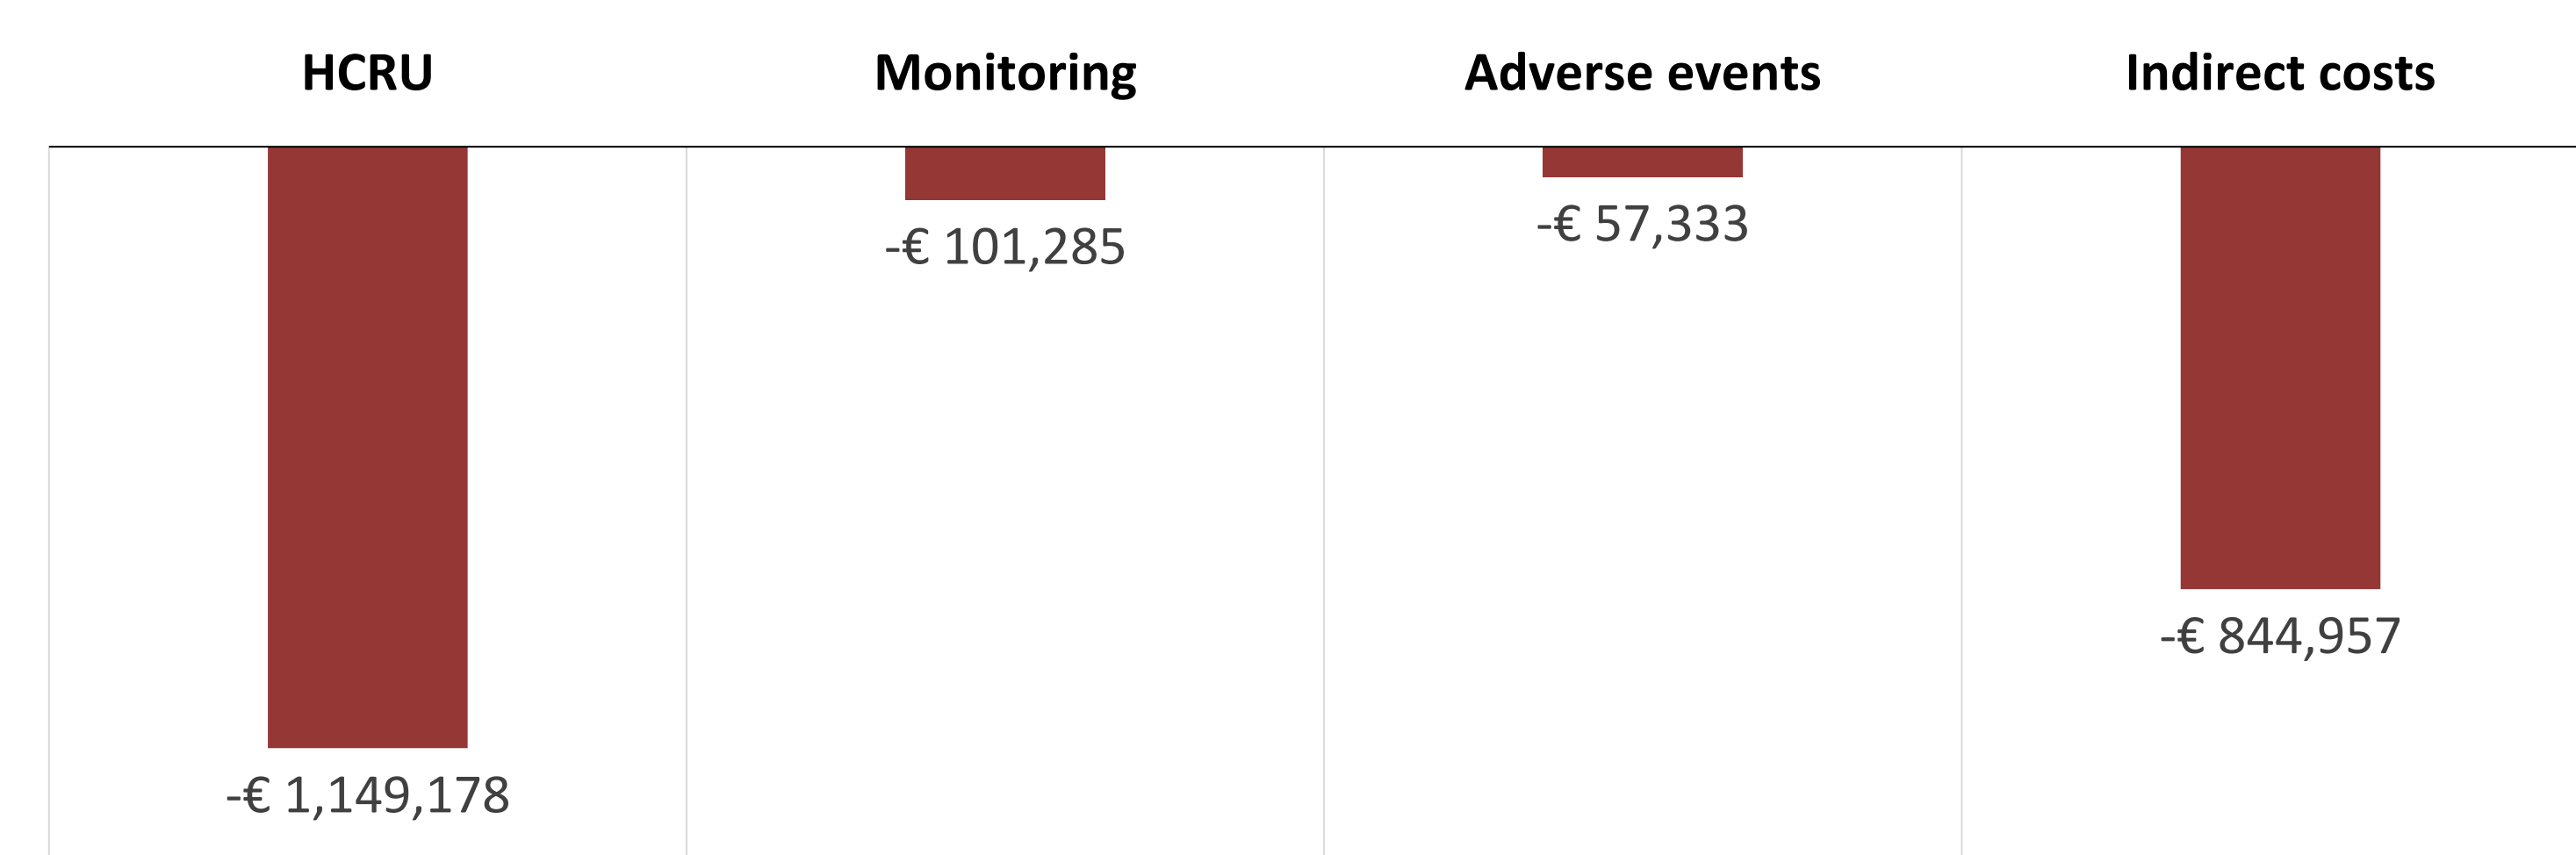 HCRU
Monitoring
Adverse events
Indirect costs
-€ 1,149,178
-€ 101,285
-€ 57,333
-€ 844,957